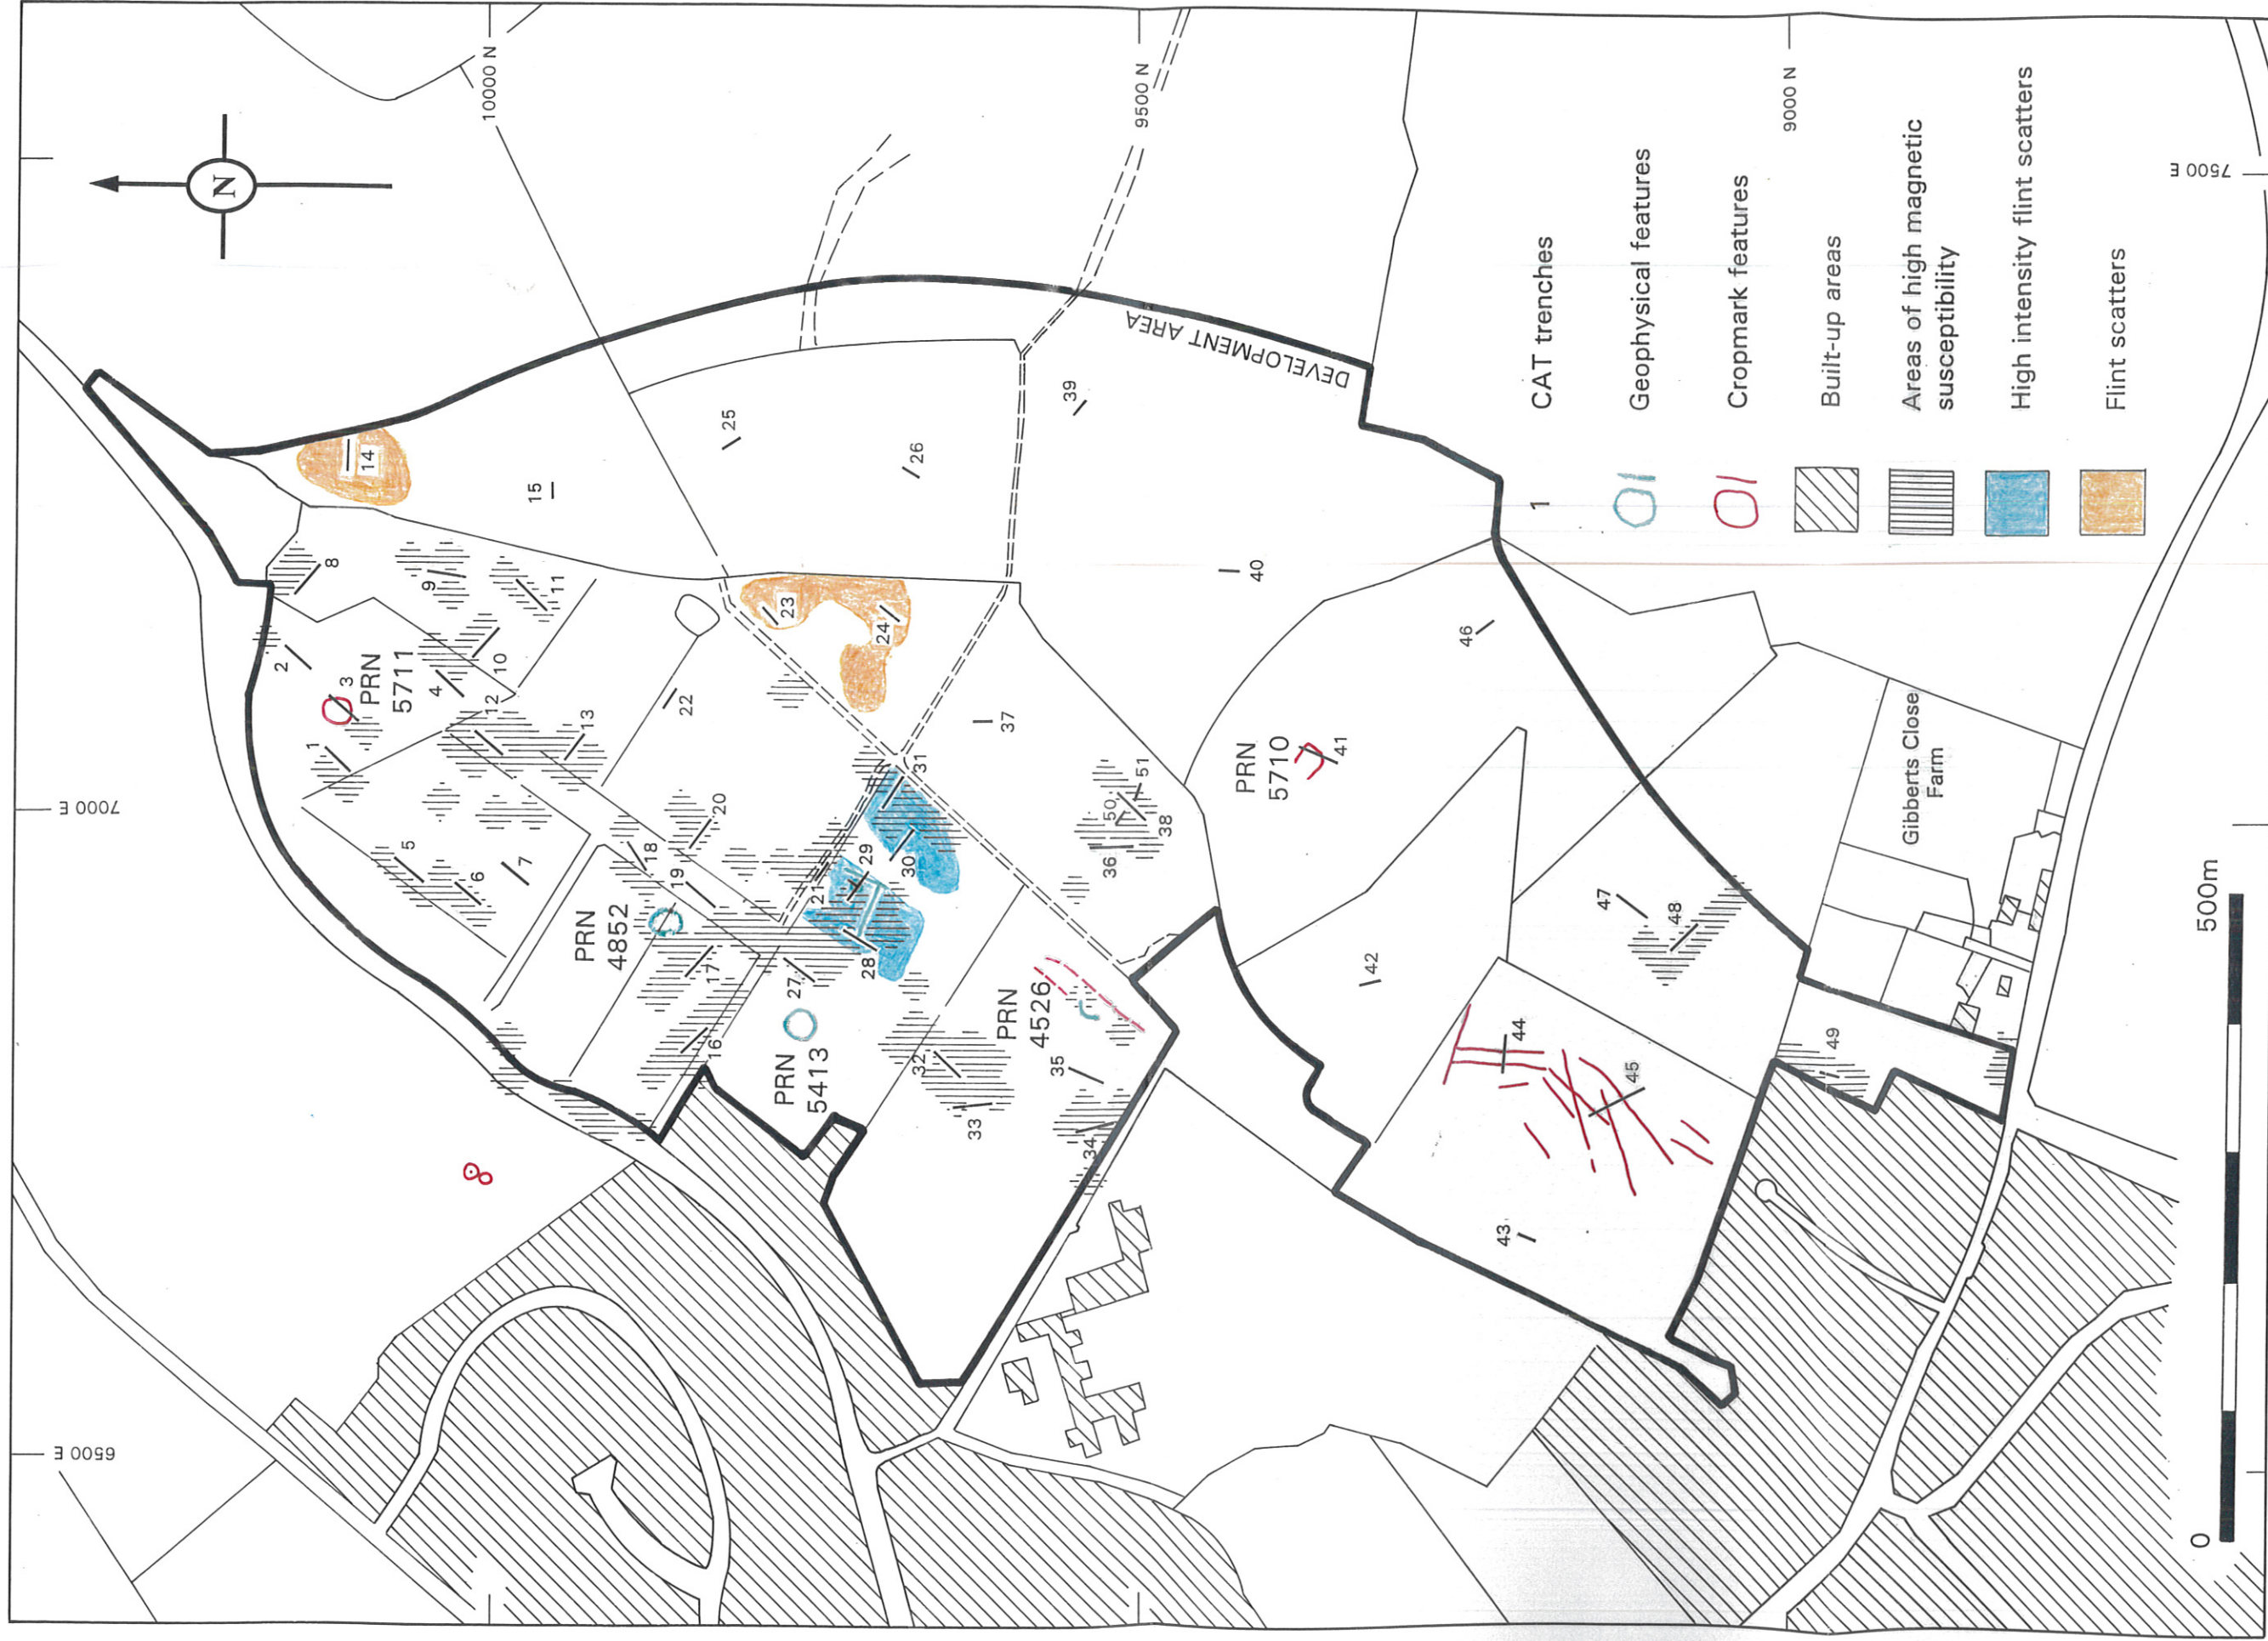 10000 N
9500 N
9000 N
7500 E
7000 E
6500 E
N
DEVELOPMENT AREA
1
2
3
PRN
5711
4
5
6
7
8
9
10
11
12
13
14
15
16
17
18
19
20
21
22
23
24
25
26
27
28
29
30
31
32
33
34
35
36
37
38
39
40
41
42
43
44
45
46
47
48
49
50
51
PRN
4852
PRN
5413
PRN
4526
PRN
5710
Gibberts Close
Farm
1
CAT trenches
Geophysical features
Cropmark features
Built-up areas
Areas of high magnetic
susceptibility
High intensity flint scatters
Flint scatters
0
500m